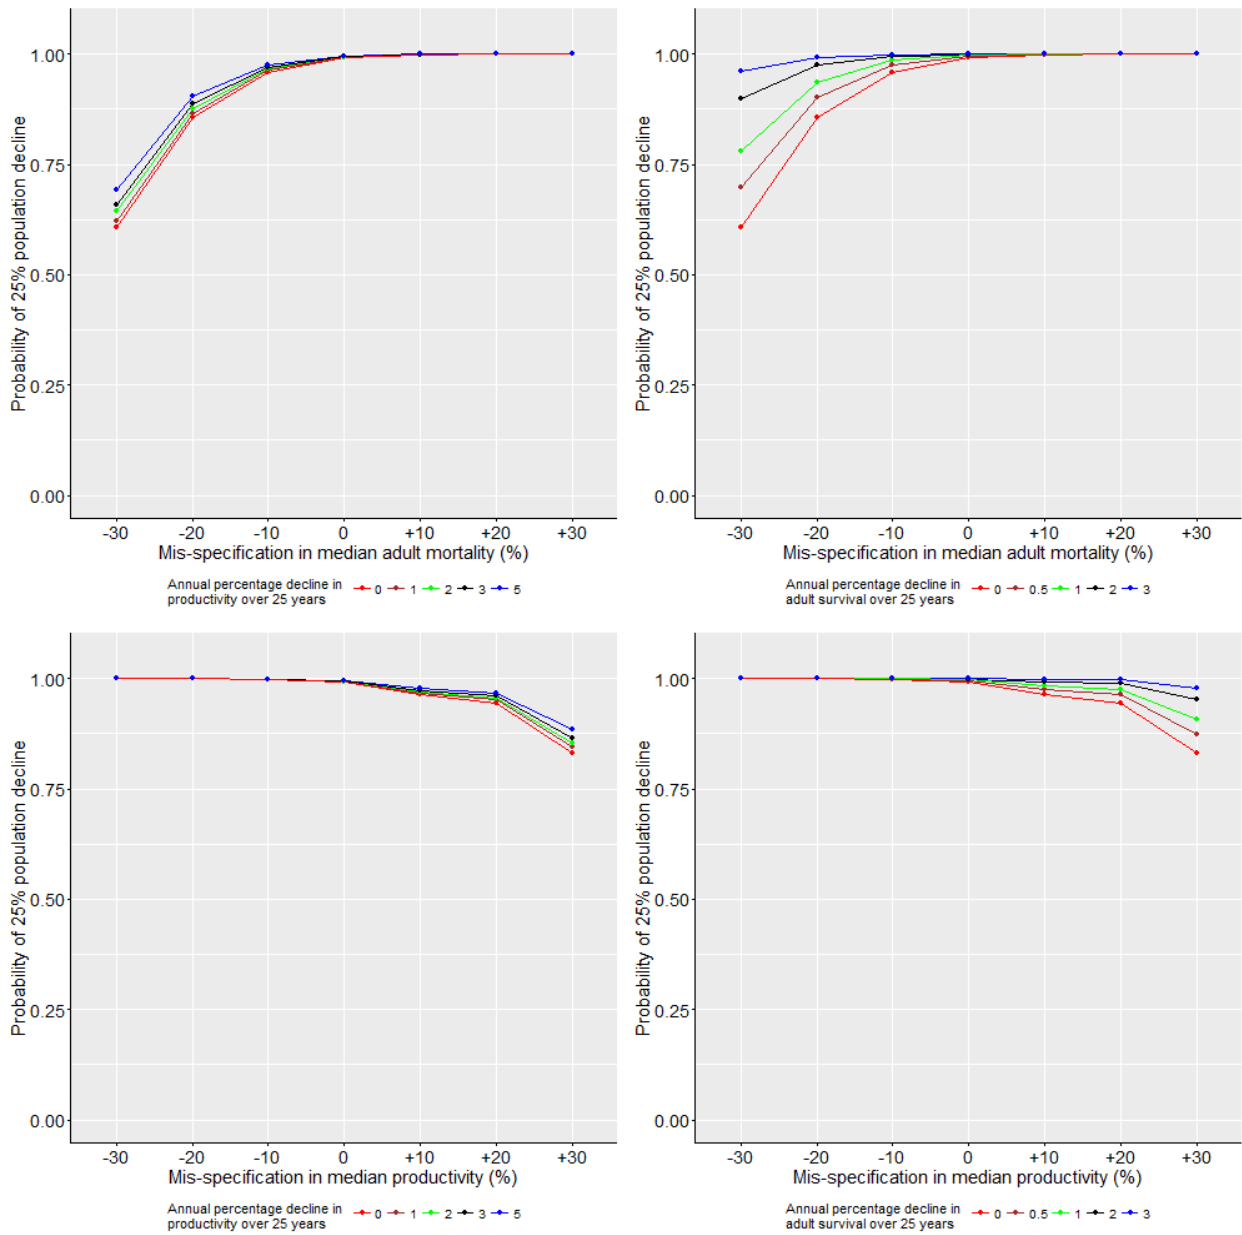 Probability of 25% population decline
1.00
0.75
0.50
0.25
0.00
-30 -20 -10 0 +10 +20 +30
Mis-specification in median adult mortality (%)
Annual percentage decline in
productivity over 25 years
0 1 2 3 5
Probability of 25% population decline
1.00
0.75
0.50
0.25
0.00
-30 -20 -10 0 +10 +20 +30
Mis-specification in median adult mortality (%)
Annual percentage decline in
adult survival over 25 years
0 0.5 1 2 3
Probability of 25% population decline
1.00
0.75
0.50
0.25
0.00
-30 -20 -10 0 +10 +20 +30
Mis-specification in median productivity (%)
Annual percentage decline in
productivity over 25 years
0 1 2 3 5
Probability of 25% population decline
1.00
0.75
0.50
0.25
0.00
-30 -20 -10 0 +10 +20 +30
Mis-specification in median productivity (%)
Annual percentage decline in
adult survival over 25 years
0 0.5 1 2 3